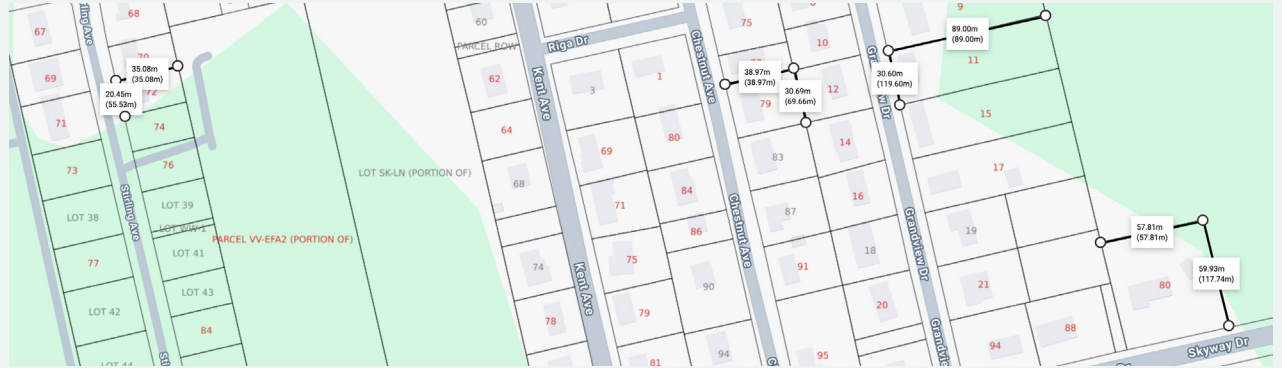 68
67
70
69
72
71
74
73
76
LOT 38
LOT 39
LOT WW-1
77
LOT 41
LOT 42
LOT 43
84
LOT 44
Stirling Ave
35.08m
(35.08m)
20.45m
(55.53m)
PARCEL VV-EFA2 (PORTION OF)
LOT SK-LN (PORTION OF)
60
PARCEL ROW
62
64
68
74
78
Kent Ave
Kent Ave
Riga Dr
3
1
69
80
71
84
86
75
90
79
81
94
Chestnut Ave
Chestnut Ave
75
10
38.97m
(38.97m)
30.69m
(69.66m)
79
12
83
14
87
16
91
18
20
95
Grandview Dr
89.00m
(89.00m)
30.60m
(119.60m)
9
11
15
17
19
21
94
88
80
57.81m
(57.81m)
59.93m
(117.74m)
Skyway Dr